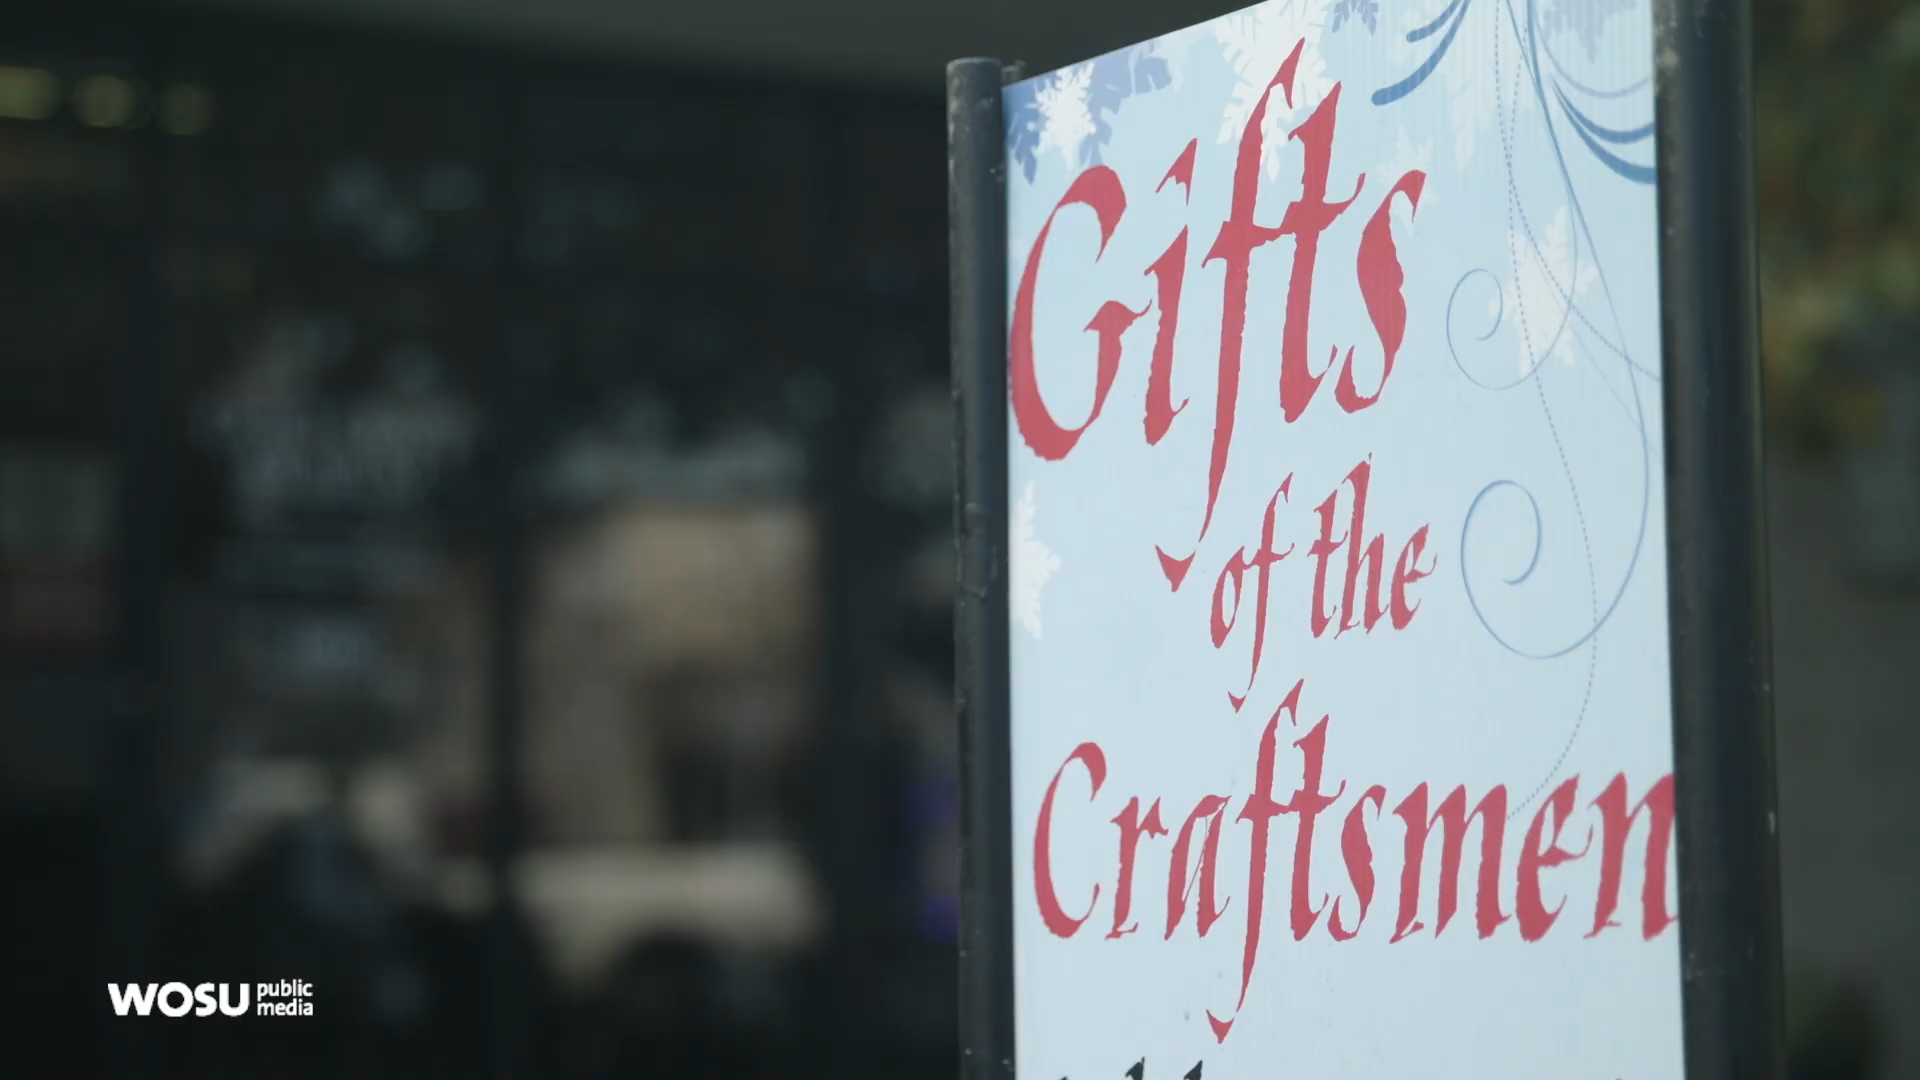 Gifts
of the
Craftsmen
WOSU public
media